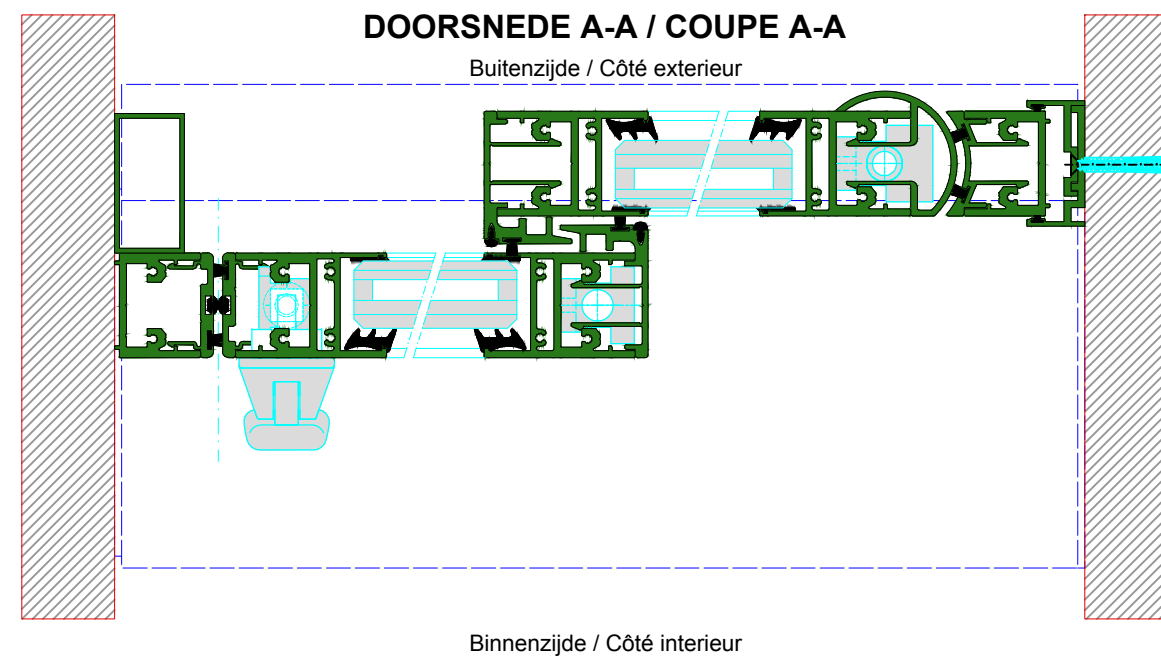 DOORSNEDE A-A / COUPE A-A
Buitenzijde / Côté exterieur
Binnenzijde / Côté interieur